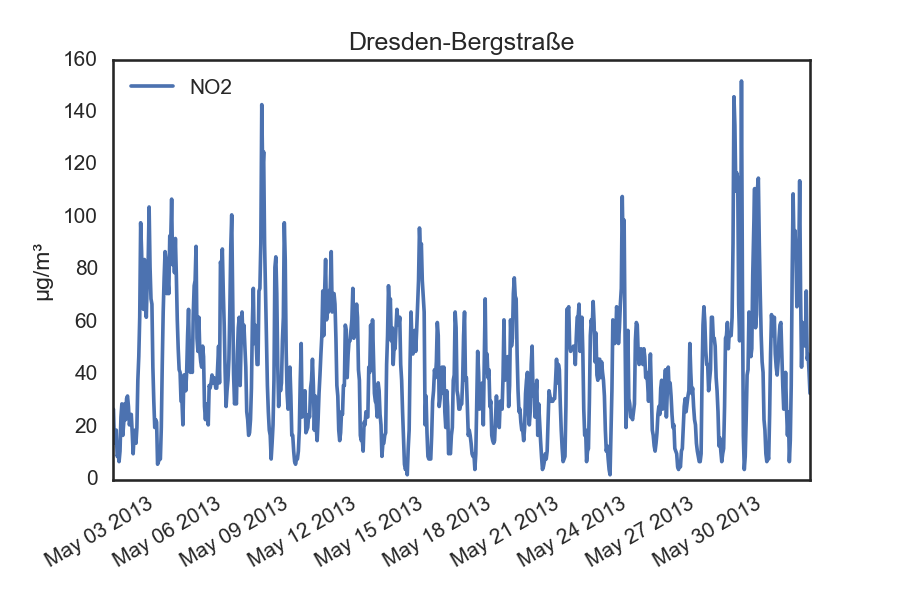 Dresden-Bergstraße
160
140
120
100
80
60
40
20
0
µg/m³
NO2
May 03 2013
May 06 2013
May 09 2013
May 12 2013
May 15 2013
May 18 2013
May 21 2013
May 24 2013
May 27 2013
May 30 2013